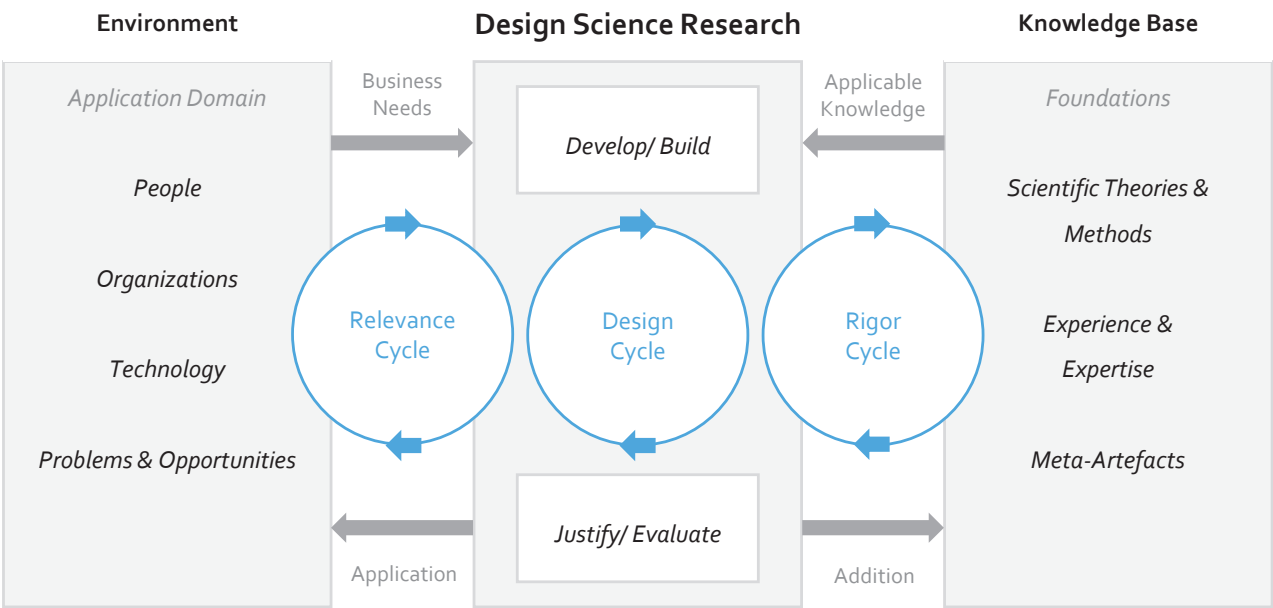 Environment
Design Science Research
Knowledge Base
Application Domain
People
Organizations
Technology
Problems & Opportunities
Business
Needs
Relevance
Cycle
Application
Develop/ Build
Design
Cycle
Justify/ Evaluate
Applicable
Knowledge
Rigor
Cycle
Addition
Foundations
Scientific Theories &
Methods
Experience &
Expertise
Meta-Artefacts